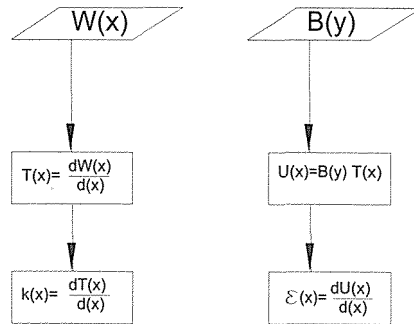 W(x)
B(y)
T(x)= dW(x)
d(x)
U(x)=B(y) T(x)
k(x)= dT(x)
d(x)
ℰ(x)= dU(x)
d(x)